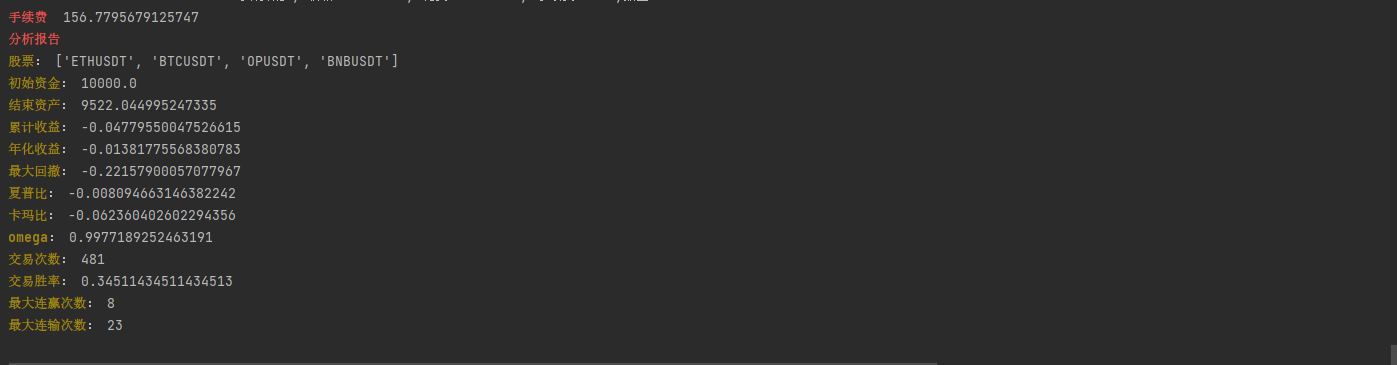 手续费 156.7795679125747
分析报告
股票： ['ETHUSDT', 'BTCUSDT', 'OPUSDT', 'BNBUSDT']
初始资金： 10000.0
结束资产： 9522.044995247335
累计收益： -0.04779550047526615
年化收益： -0.01381775568380783
最大回撤： -0.22157900057077967
夏普比： -0.008094663146382242
卡玛比： -0.062360402602294356
omega： 0.9977189252463191
交易次数： 481
交易胜率： 0.34511434511434513
最大连赢次数： 8
最大连输次数： 23